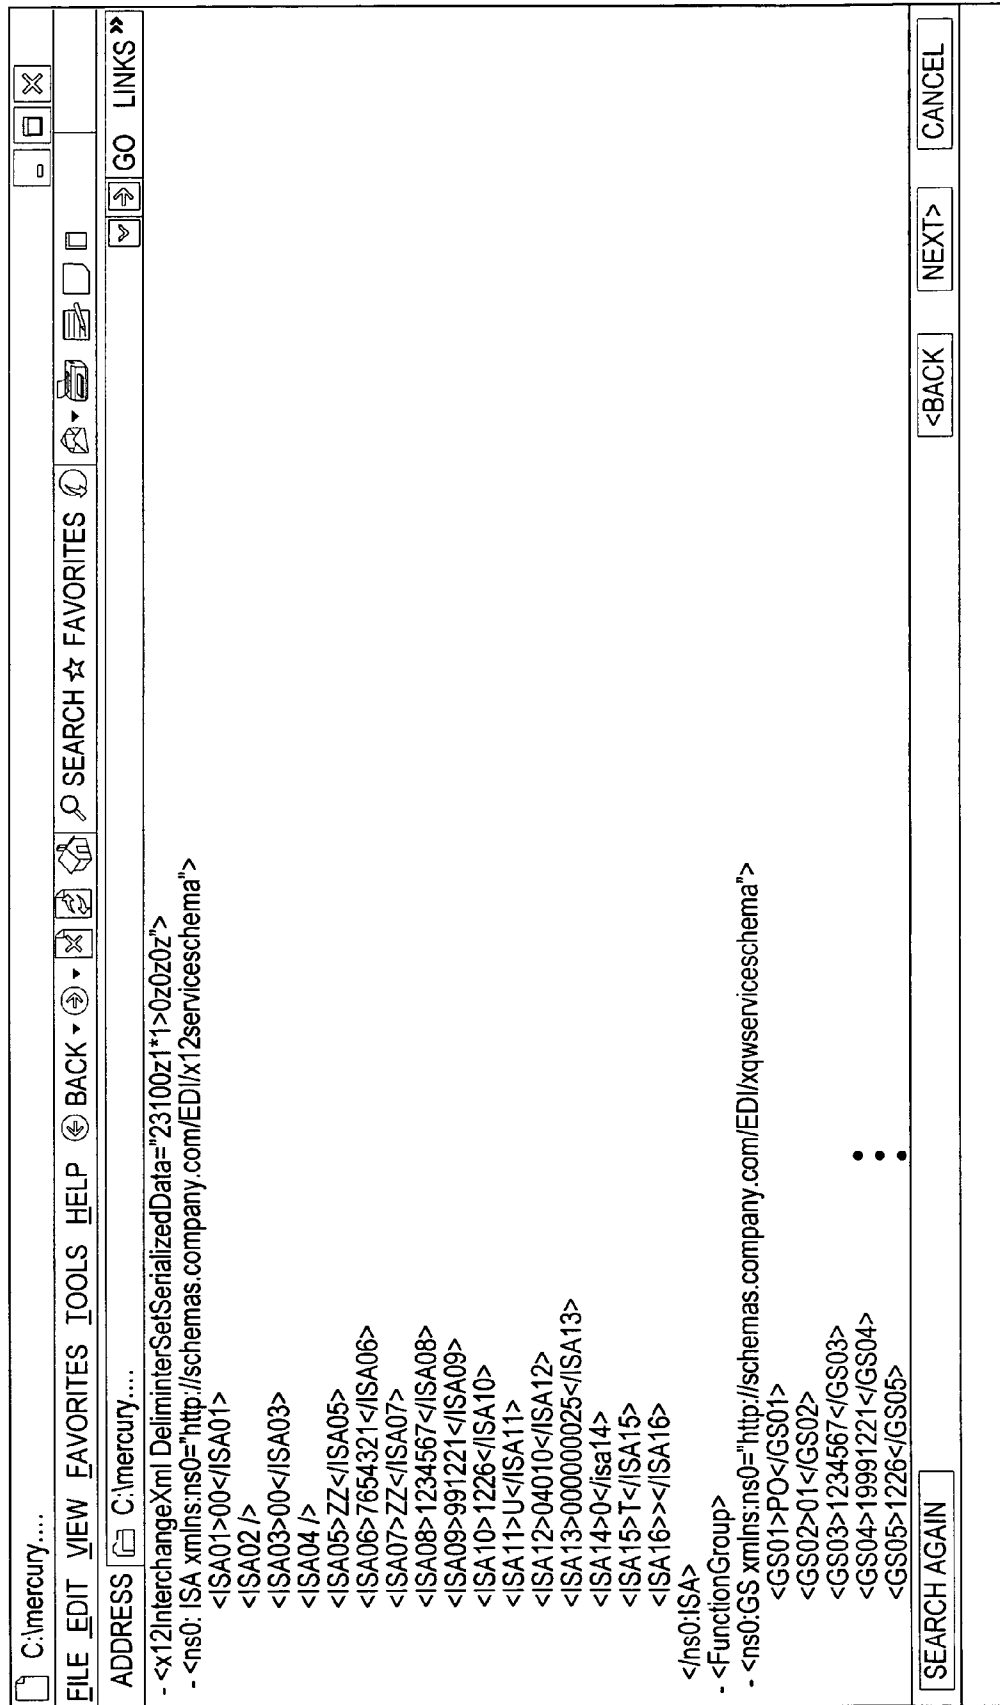 C:\mercury....
FILE EDIT VIEW FAVORITES TOOLS HELP BACK SEARCH FAVORITES
ADDRESS C:\mercury.... GO LINKS »
- <x12InterchangeXml DeliminterSetSerializedData="23100z1*1>0z0z0z">
- <ns0: ISA xmlns:ns0="http://schemas.company.com/EDI/x12serviceschema">
<ISA01>00</ISA01>
<ISA02 />
<ISA03>00</ISA03>
<ISA04 />
<ISA05>ZZ</ISA05>
<ISA06>7654321</ISA06>
<ISA07>ZZ</ISA07>
<ISA08>1234567</ISA08>
<ISA09>991221</ISA09>
<ISA10>1226</ISA10>
<ISA11>U</ISA11>
<ISA12>04010</ISA12>
<ISA13>000000025</ISA13>
<ISA14>0</isa14>
<ISA15>T</ISA15>
<ISA16>></ISA16>
</ns0:ISA>
- <FunctionGroup>
- <ns0:GS xmlns:ns0="http://schemas.company.com/EDI/xqwserviceschema">
<GS01>PO</GS01>
<GS02>01</GS02>
<GS03>1234567</GS03>
<GS04>19991221</GS04>
<GS05>1226</GS05>
SEARCH AGAIN <BACK NEXT> CANCEL